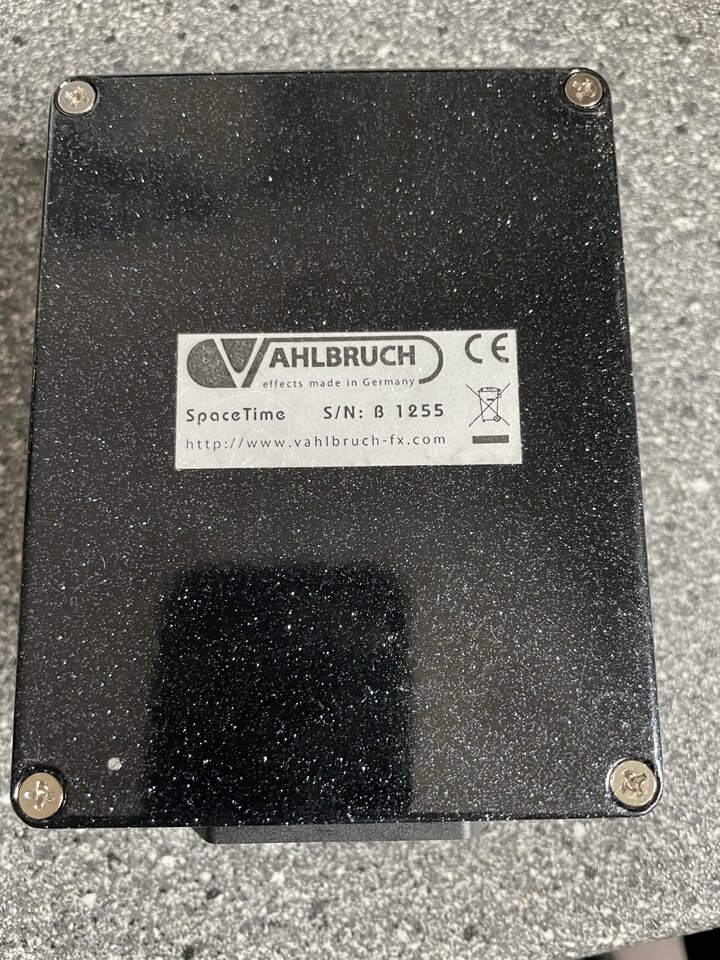 VAHLBRUCH
CE
effects made in Germany
SpaceTime S/N: ß 1255
http://www.vahlbruch-fx.com